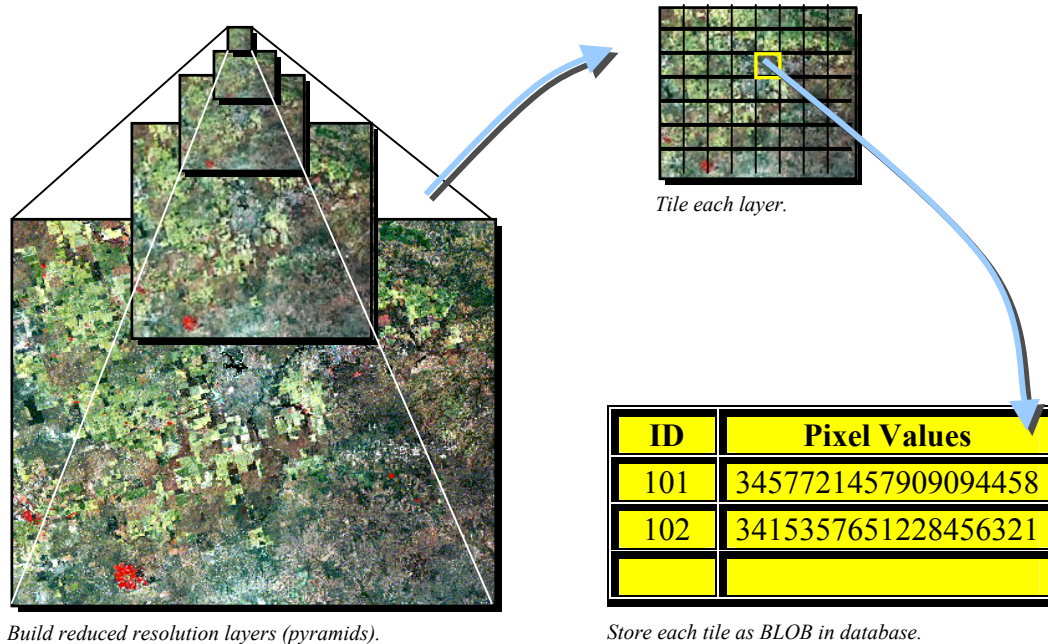 Tile each layer.
ID Pixel Values
101 3457721457909094458
102 3415357651228456321
Build reduced resolution layers (pyramids).
Store each tile as BLOB in database.